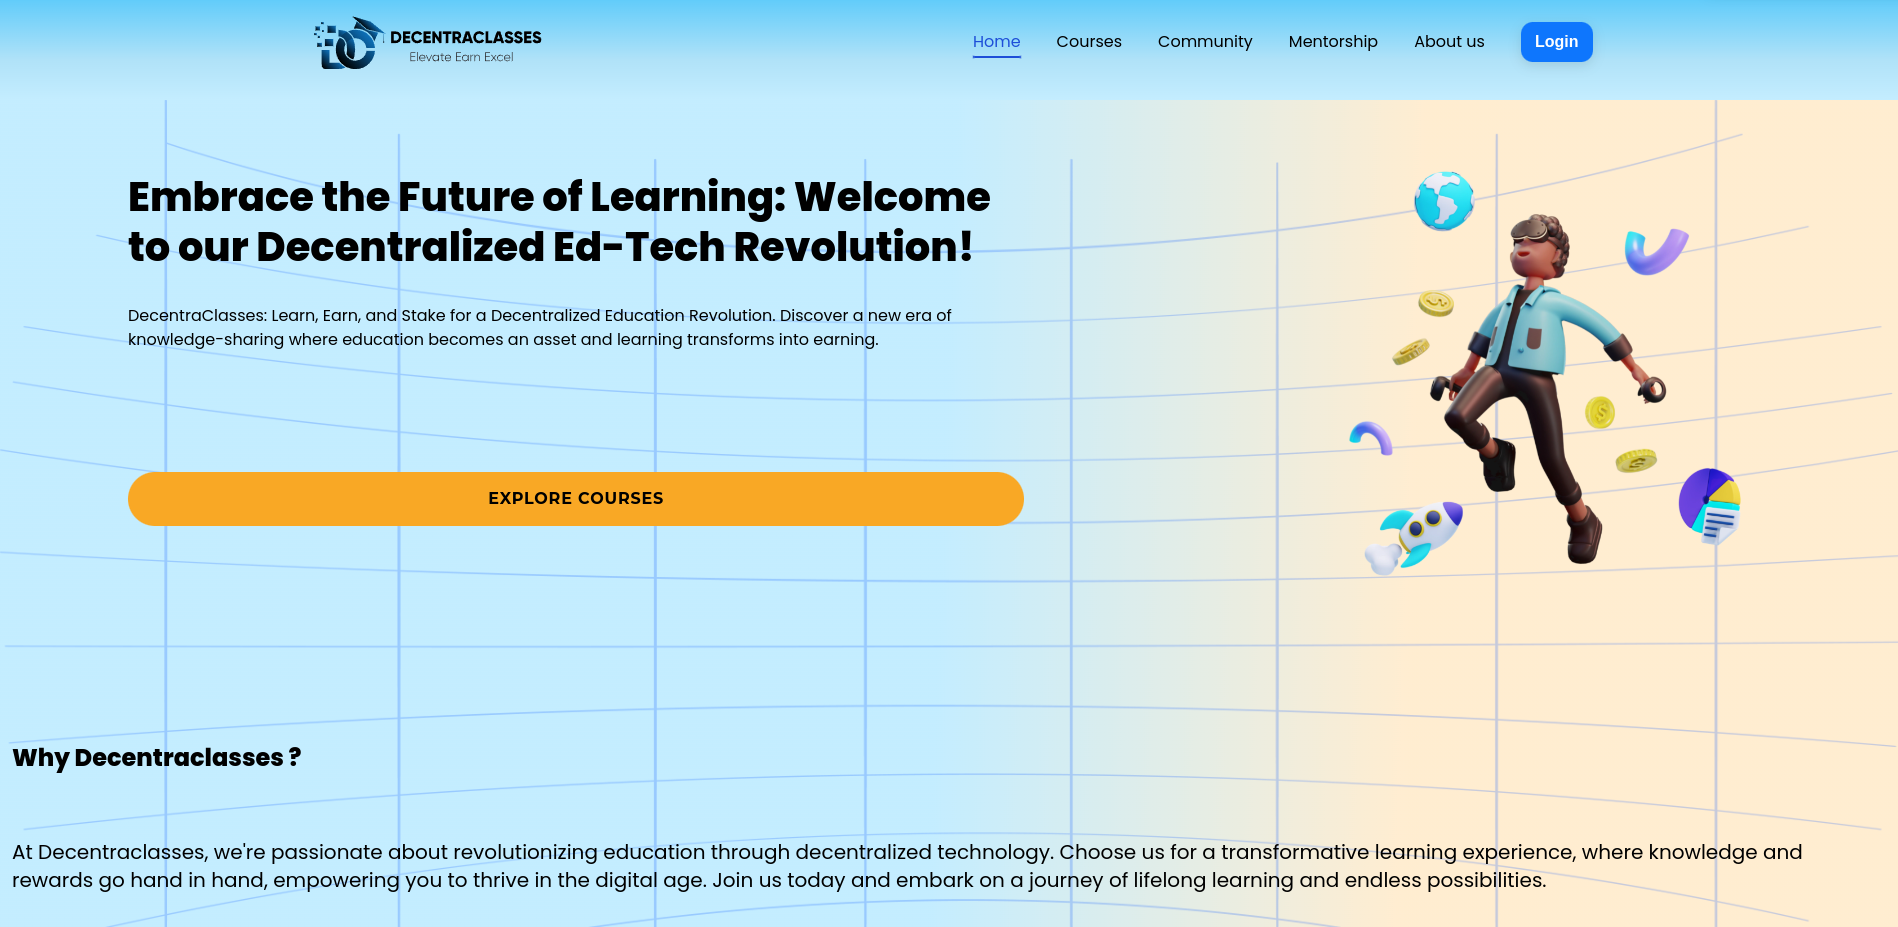 DECENTRACLASSES
Elevate Earn Excel
Home
Courses
Community
Mentorship
About us
Login
Embrace the Future of Learning: Welcome
to our Decentralized Ed-Tech Revolution!
DecentraClasses: Learn, Earn, and Stake for a Decentralized Education Revolution. Discover a new era of
knowledge-sharing where education becomes an asset and learning transforms into earning.
EXPLORE COURSES
Why Decentraclasses ?
At Decentraclasses, we're passionate about revolutionizing education through decentralized technology. Choose us for a transformative learning experience, where knowledge and
rewards go hand in hand, empowering you to thrive in the digital age. Join us today and embark on a journey of lifelong learning and endless possibilities.